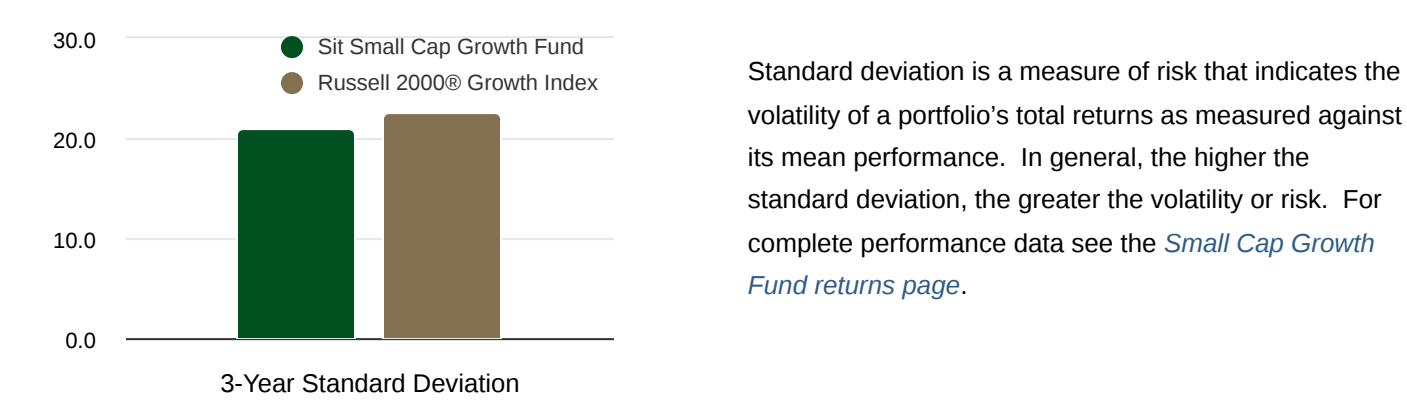 30.0
Sit Small Cap Growth Fund
Russell 2000® Growth Index
20.0
10.0
0.0
3-Year Standard Deviation
Standard deviation is a measure of risk that indicates the
volatility of a portfolio’s total returns as measured against
its mean performance.  In general, the higher the
standard deviation, the greater the volatility or risk.  For
complete performance data see the Small Cap Growth
Fund returns page.